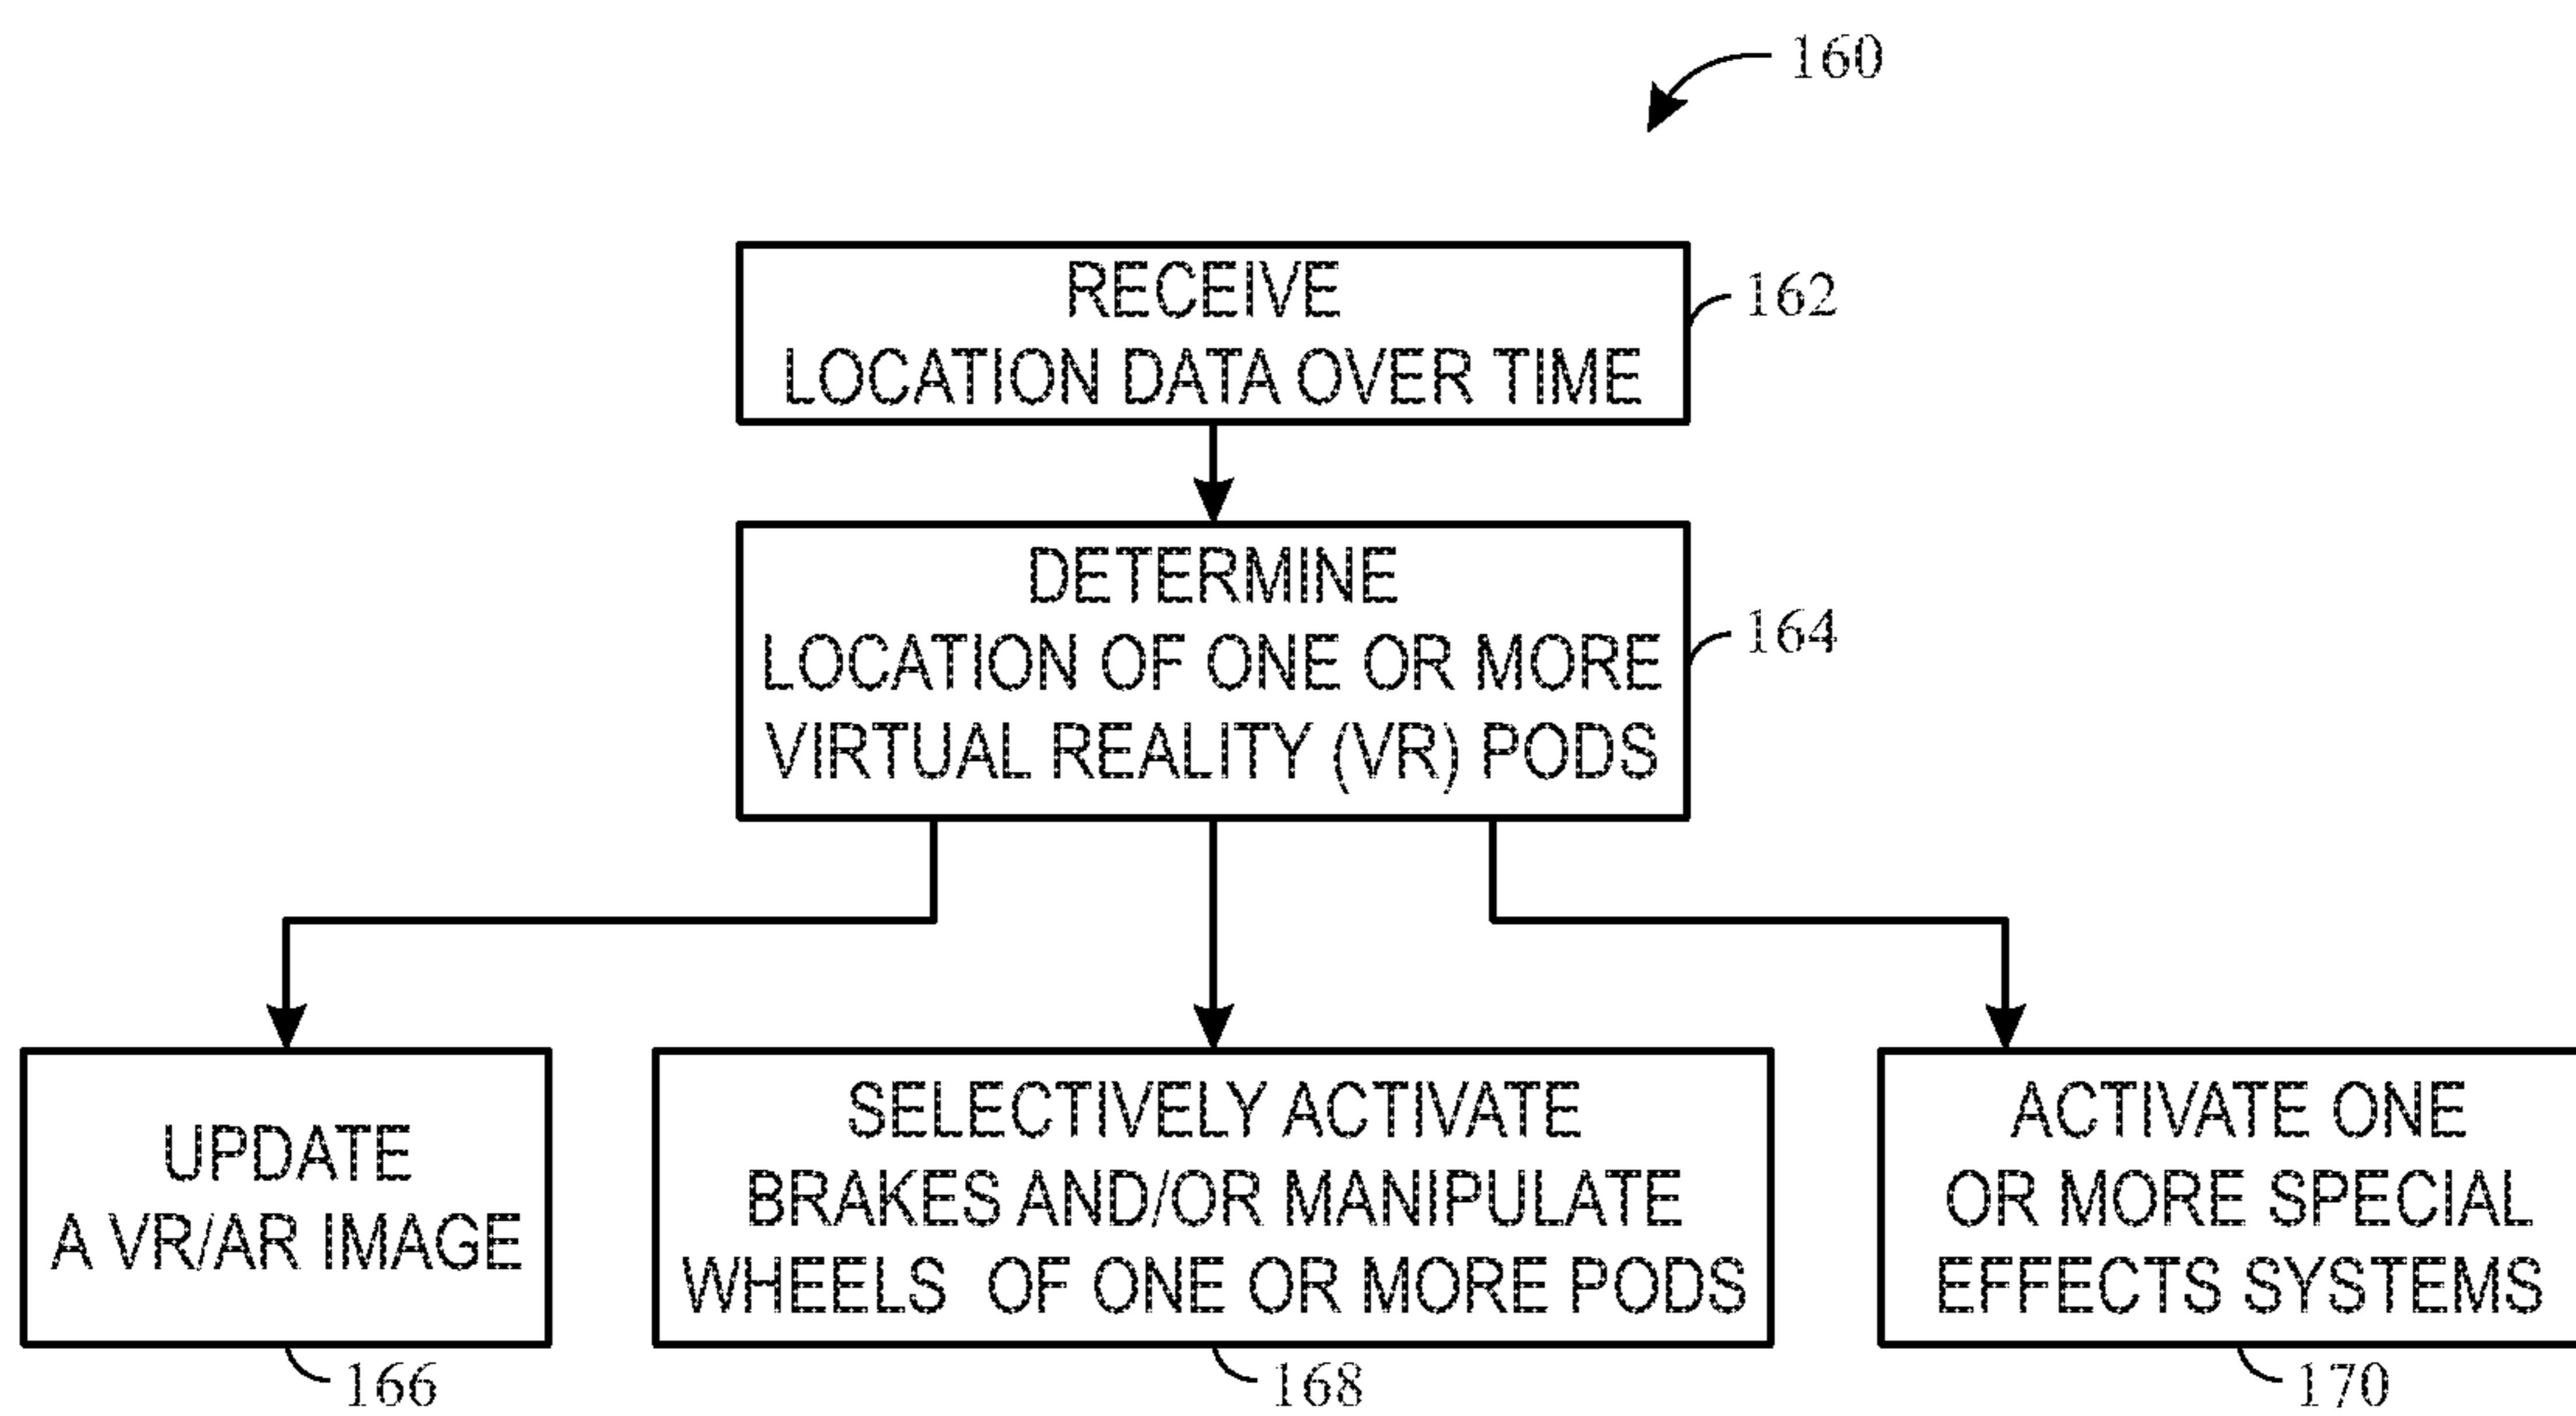 160
RECEIVE
LOCATION DATA OVER TIME
162
DETERMINE
LOCATION OF ONE OR MORE
VIRTUAL REALITY (VR) PODS
164
UPDATE
A VR/AR IMAGE
166
SELECTIVELY ACTIVATE
BRAKES AND/OR MANIPULATE
WHEELS OF ONE OR MORE PODS
168
ACTIVATE ONE
OR MORE SPECIAL
EFFECTS SYSTEMS
170